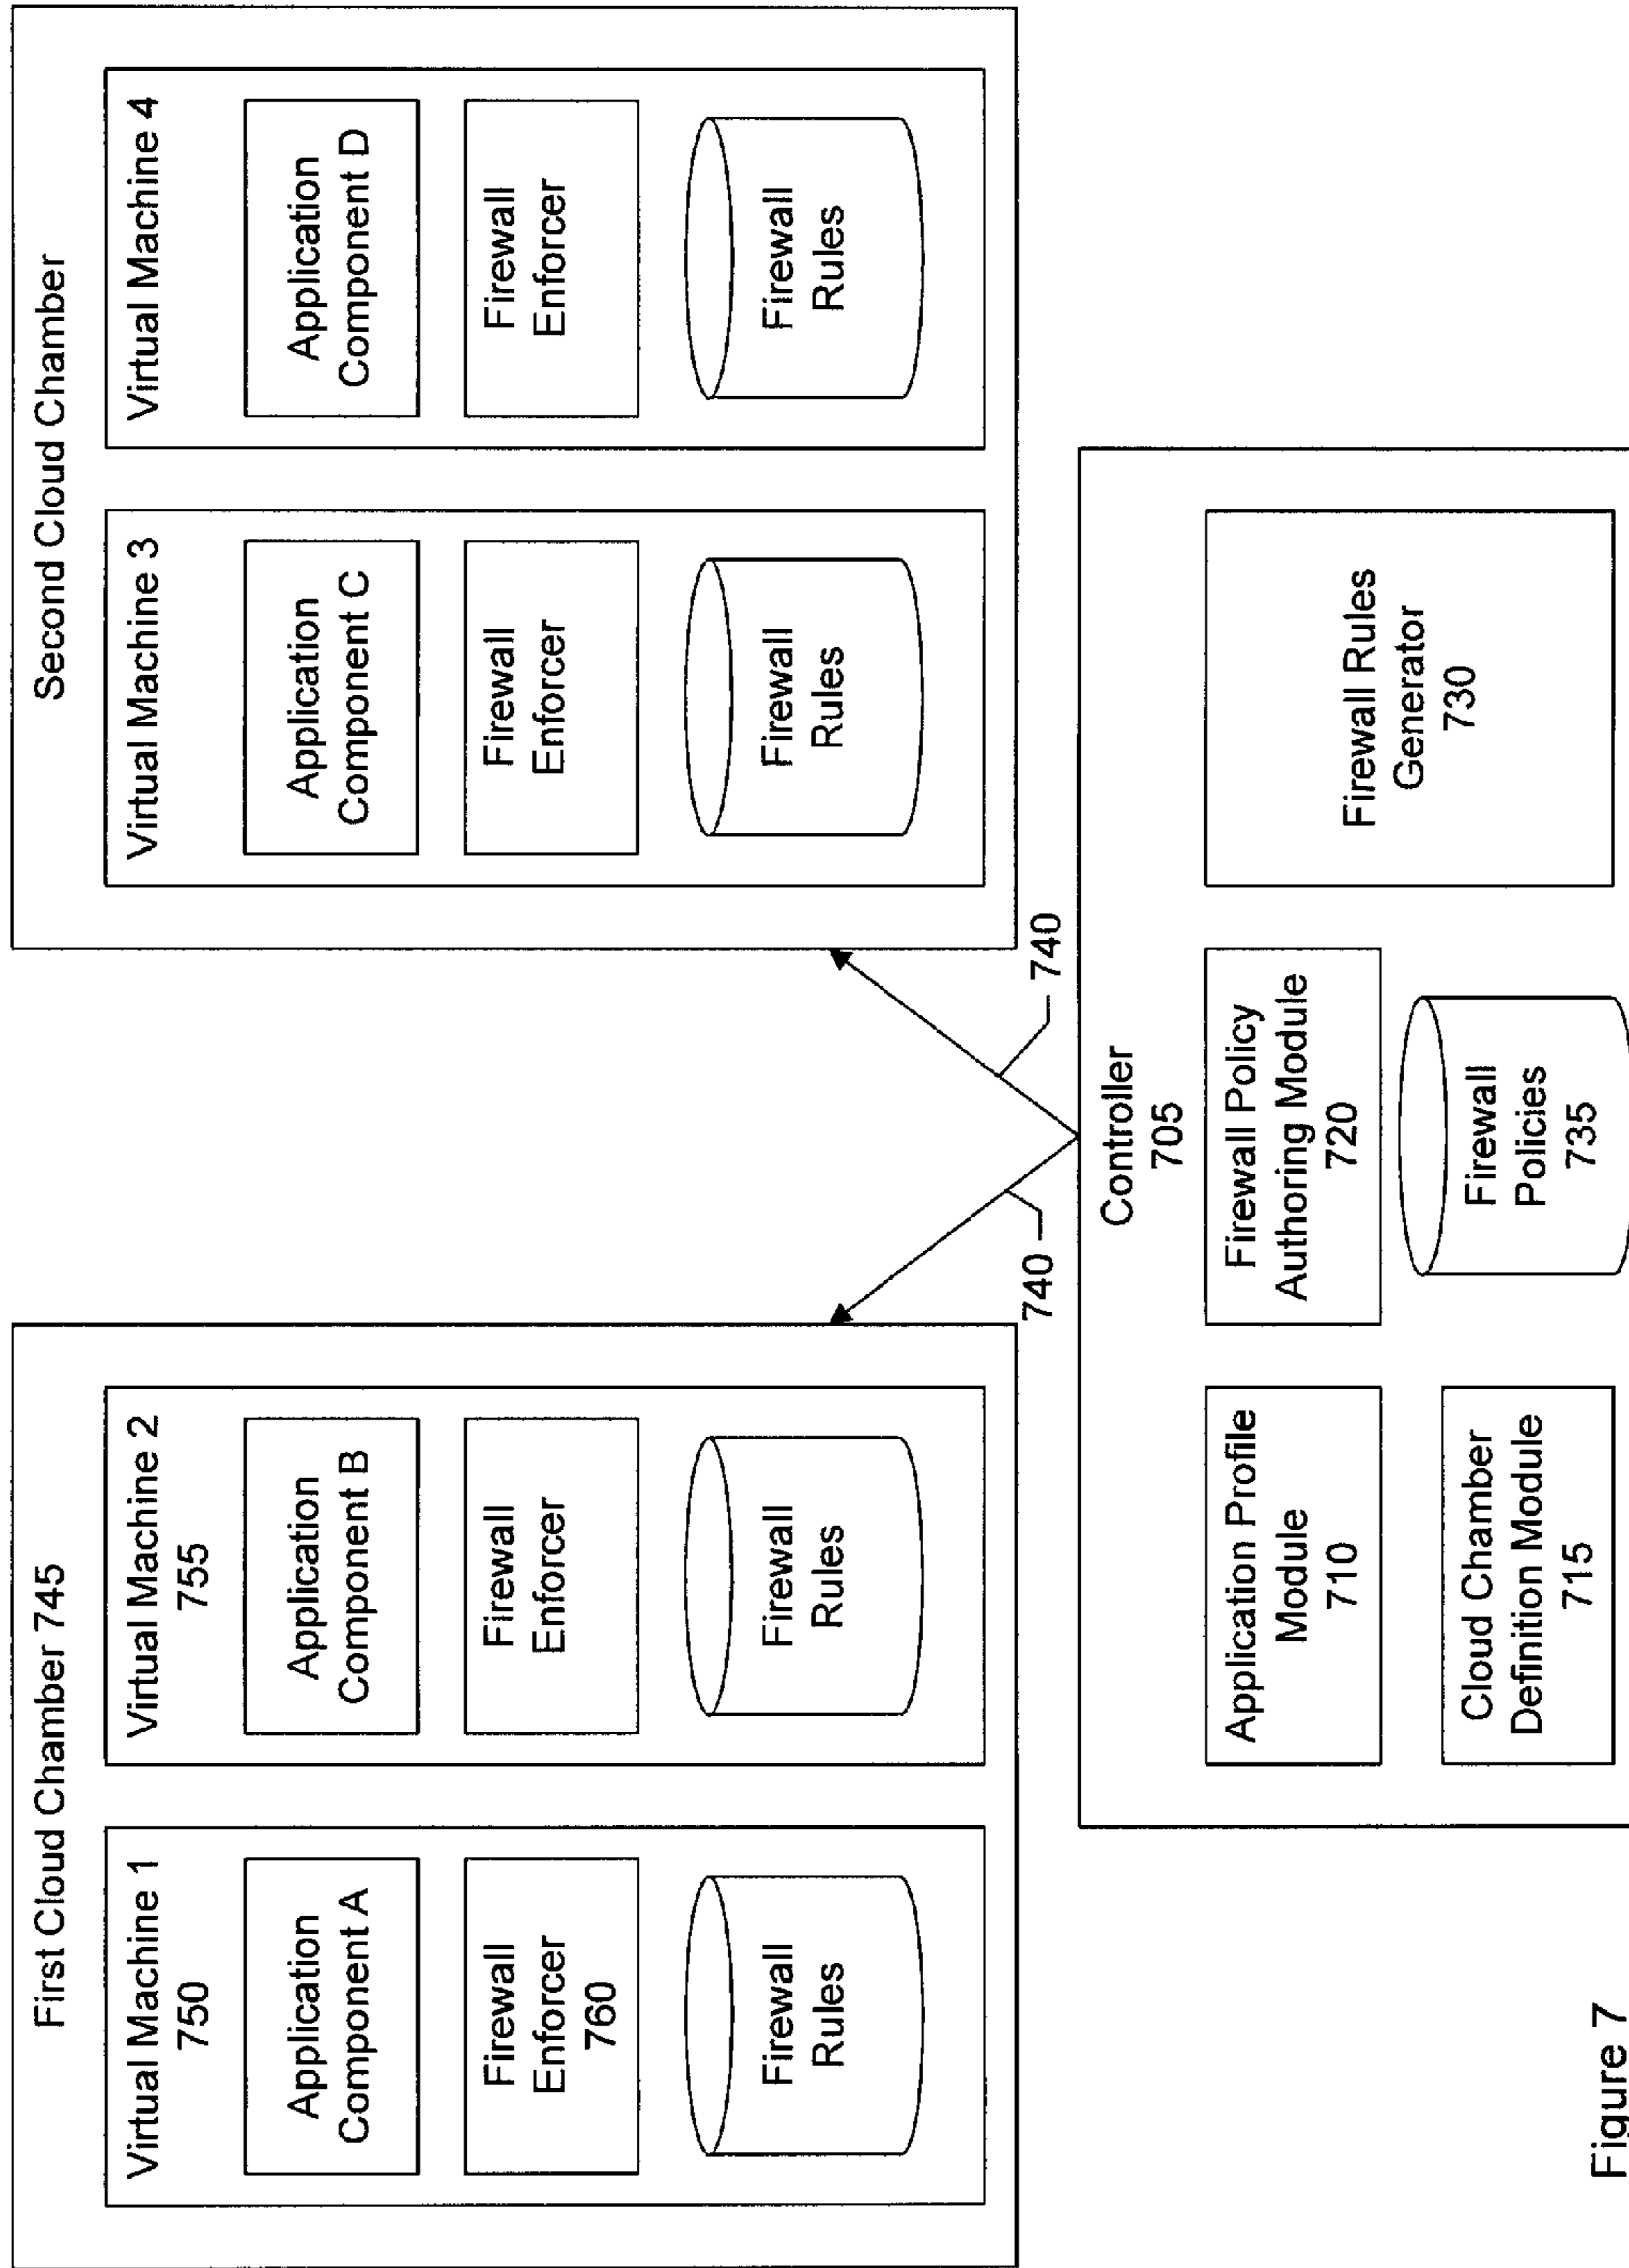 First Cloud Chamber 745
Virtual Machine 1
750
Application
Component A
Firewall
Enforcer
760
Firewall
Rules
Virtual Machine 2
755
Application
Component B
Firewall
Enforcer
Firewall
Rules
Second Cloud Chamber
Virtual Machine 3
Application
Component C
Firewall
Enforcer
Firewall
Rules
Virtual Machine 4
Application
Component D
Firewall
Enforcer
Firewall
Rules
740
740
Controller
705
Application Profile
Module
710
Cloud Chamber
Definition Module
715
Firewall Policy
Authoring Module
720
Firewall
Policies
735
Firewall Rules
Generator
730
Figure 7